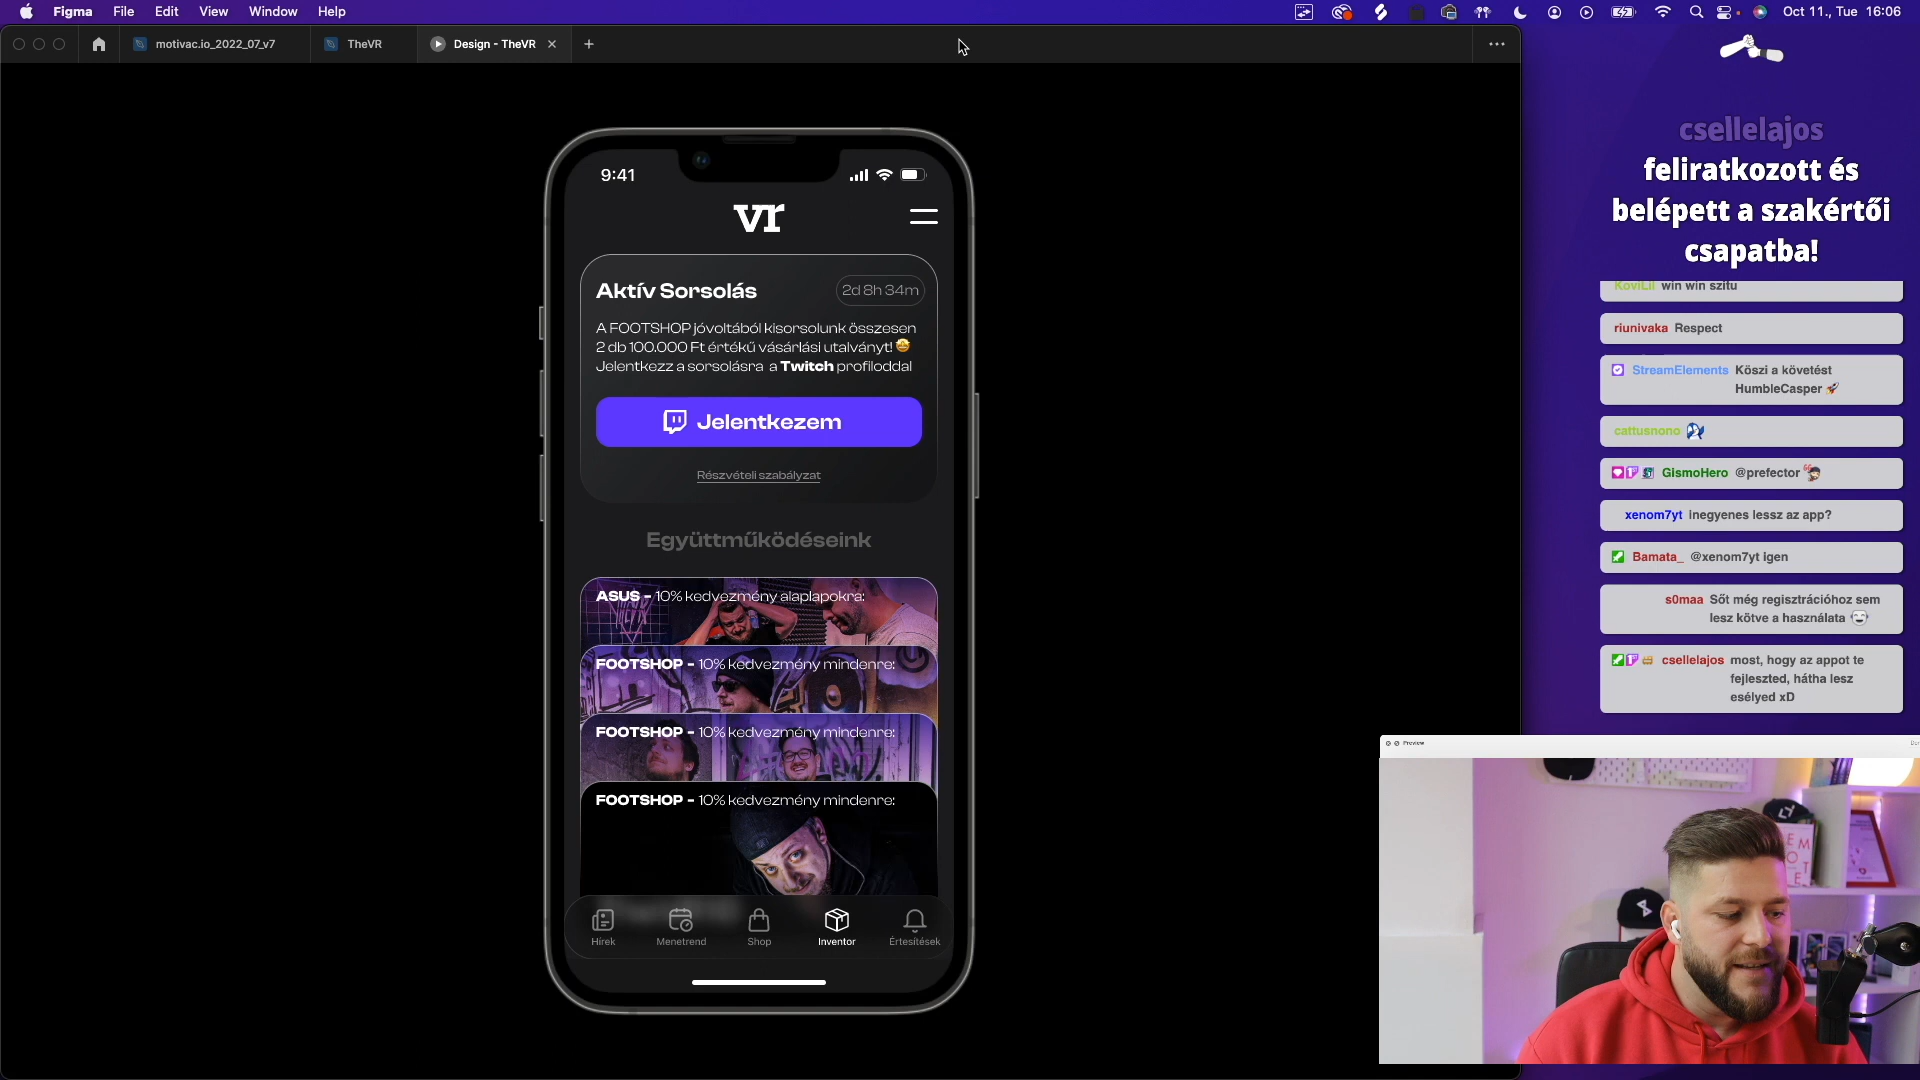 Figma File Edit View Window Help
Oct 11., Tue 16:06
motivac.io_2022_07_v7
TheVR
Design - TheVR
9:41
vr
Aktív Sorsolás
2d 8h 34m
A FOOTSHOP jóvoltából kisorsolunk összesen
2 db 100.000 Ft értékű vásárlási utalványt! 🤩
Jelentkezz a sorsolásra a Twitch profiloddal
Jelentkezem
Részvételi szabályzat
Együttműködéseink
ASUS - 10% kedvezmény alaplapokra:
FOOTSHOP - 10% kedvezmény mindenre:
FOOTSHOP - 10% kedvezmény mindenre:
FOOTSHOP - 10% kedvezmény mindenre:
Hírek
Menetrend
Shop
Inventor
Értesítések
csellelajos
feliratkozott és
belépett a szakértői
csapatba!
KoviLil win win szitu
riunivaka Respect
StreamElements Köszi a követést
HumbleCasper 🚀
cattusnono
GismoHero @prefector
xenom7yt inegyenes lessz az app?
Bamata_ @xenom7yt igen
s0maa Sőt még regisztrációhoz sem
lesz kötve a használata
csellelajos most, hogy az appot te
fejleszted, hátha lesz
esélyed xD
Preview